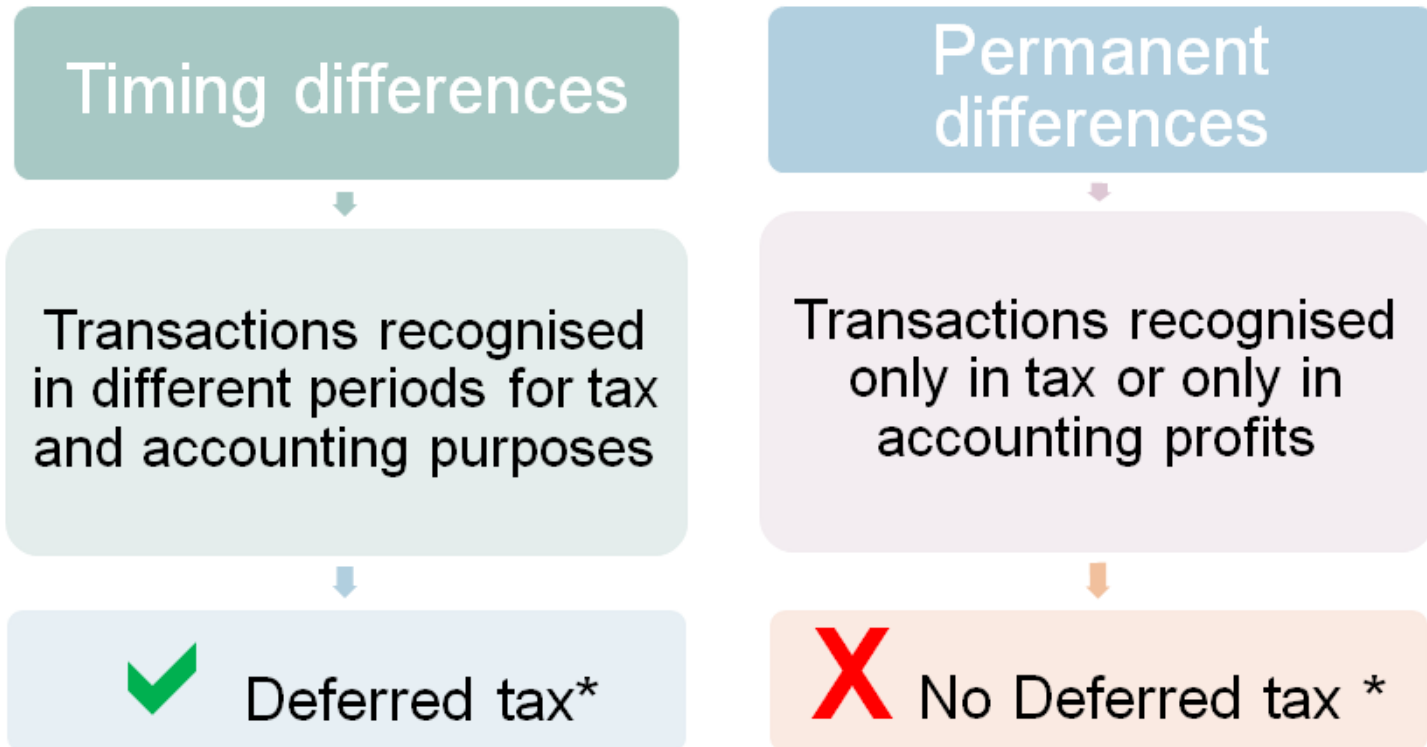 Timing differences
Transactions recognised
in different periods for tax
and accounting purposes
Deferred tax*
Permanent
differences
Transactions recognised
only in tax or only in
accounting profits
X No Deferred tax *